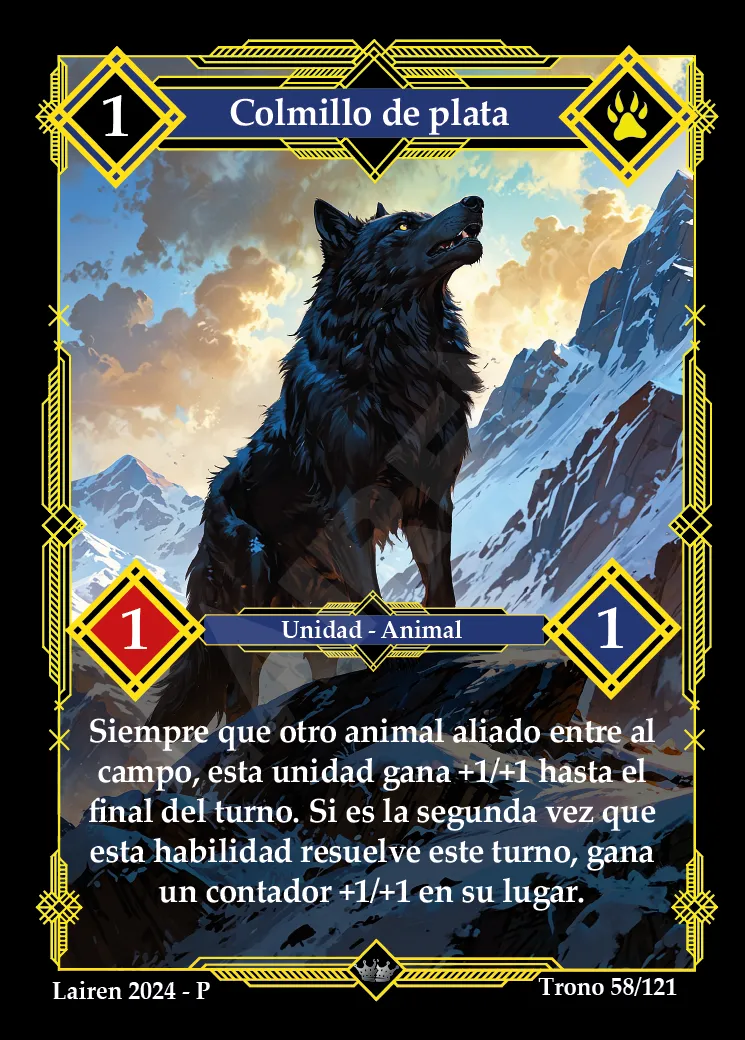 1
Colmillo de plata
1
Unidad - Animal
1
Siempre que otro animal aliado entre al
campo, esta unidad gana +1/+1 hasta el
final del turno. Si es la segunda vez que
esta habilidad resuelve este turno, gana
un contador +1/+1 en su lugar.
Lairen 2024 - P
Trono 58/121